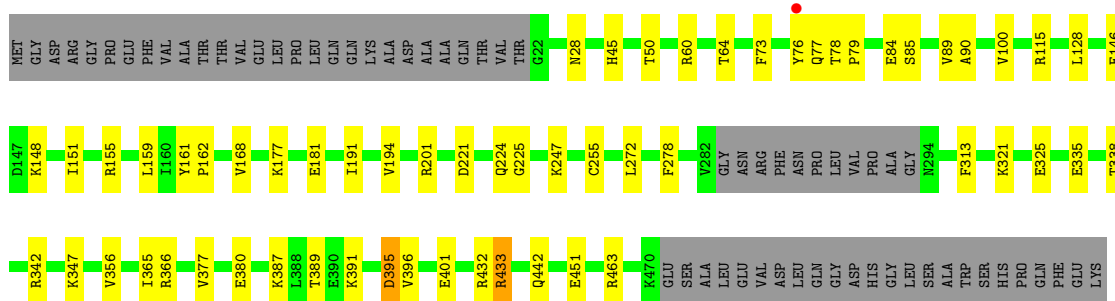 MET GLY ASP ARG GLY PRO GLU PHE VAL ALA THR THR VAL GLU LEU PRO LEU GLN GLN LYS ALA ASP ALA ALA GLN THR VAL THR G22 N28 H45 T50 R60 T64 F73 Y76 Q77 T78 P79 E84 S85 V89 A90 V100 R115 L128
D147 K148 I151 R155 L159 I160 Y161 P162 V168 K177 E181 I191 V194 R201 D221 Q224 G225 K247 C255 L272 F278 V282 GLY ASN ARG PHE ASN PRO LEU VAL PRO ALA GLY N294 F313 K321 E325 E335
R342 K347 V356 I365 R366 V377 E380 K387 L388 T389 E390 K391 D395 V396 E401 R432 R433 Q442 E451 R463 K470 GLU SER ALA LEU GLU VAL ASP LEU GLN GLY ASP HIS GLY LEU SER ALA TRP SER HIS PRO GLN PHE GLU LYS